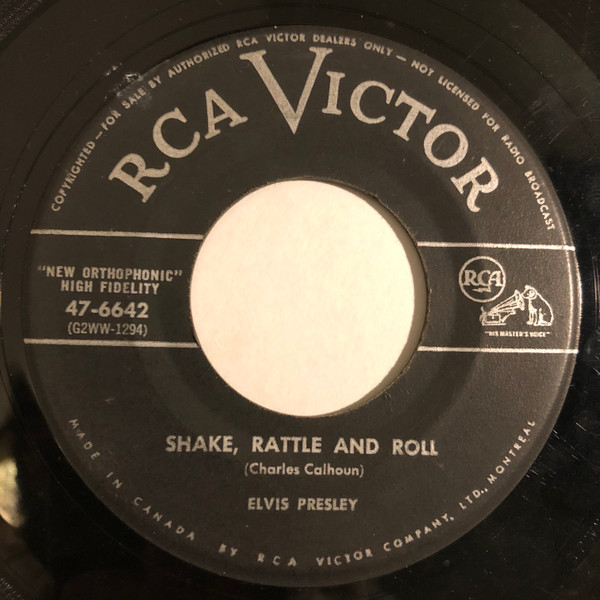 COPYRIGHTED — FOR SALE BY AUTHORIZED RCA VICTOR DEALERS ONLY — NOT LICENSED FOR RADIO BROADCAST
RCA VICTOR
"NEW ORTHOPHONIC"
HIGH FIDELITY
47-6642
(G2WW-1294)
RCA
"HIS MASTER'S VOICE"
SHAKE, RATTLE AND ROLL
(Charles Calhoun)
ELVIS PRESLEY
MADE IN CANADA BY RCA VICTOR COMPANY, LTD., MONTREAL